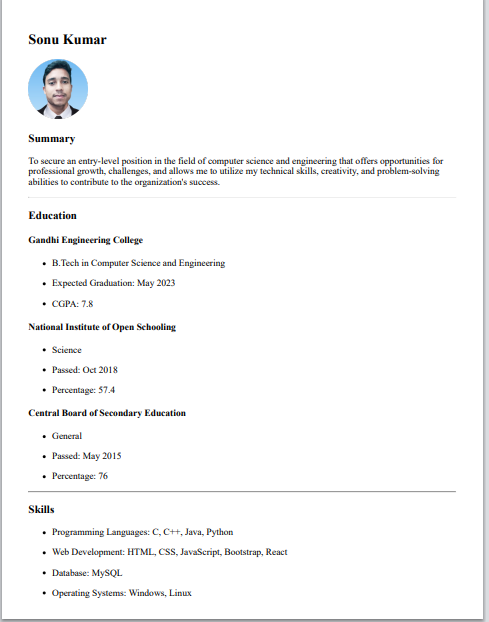 Sonu Kumar
Summary
To secure an entry-level position in the field of computer science and engineering that offers opportunities for
professional growth, challenges, and allows me to utilize my technical skills, creativity, and problem-solving
abilities to contribute to the organization's success.
Education
Gandhi Engineering College
• B.Tech in Computer Science and Engineering
• Expected Graduation: May 2023
• CGPA: 7.8
National Institute of Open Schooling
• Science
• Passed: Oct 2018
• Percentage: 57.4
Central Board of Secondary Education
• General
• Passed: May 2015
• Percentage: 76
Skills
• Programming Languages: C, C++, Java, Python
• Web Development: HTML, CSS, JavaScript, Bootstrap, React
• Database: MySQL
• Operating Systems: Windows, Linux